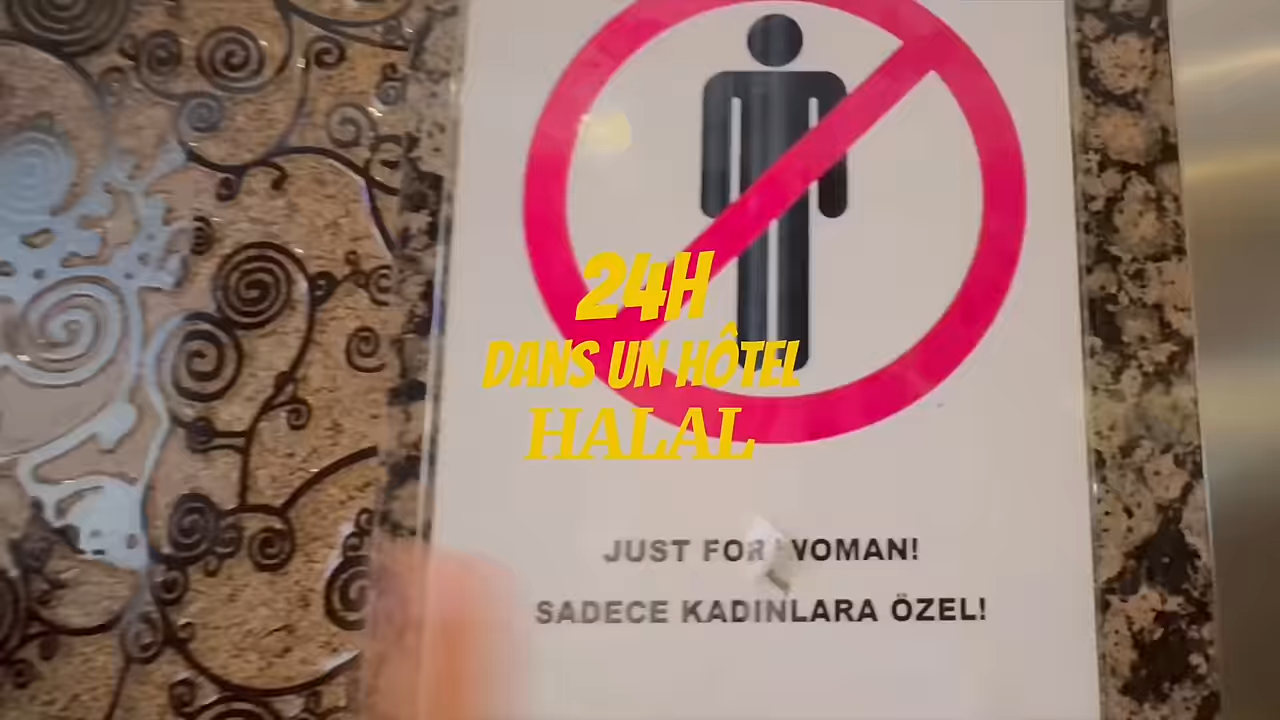 24H
DANS UN HÔTEL
HALAL
JUST FOR WOMAN!
SADECE KADINLARA ÖZEL!